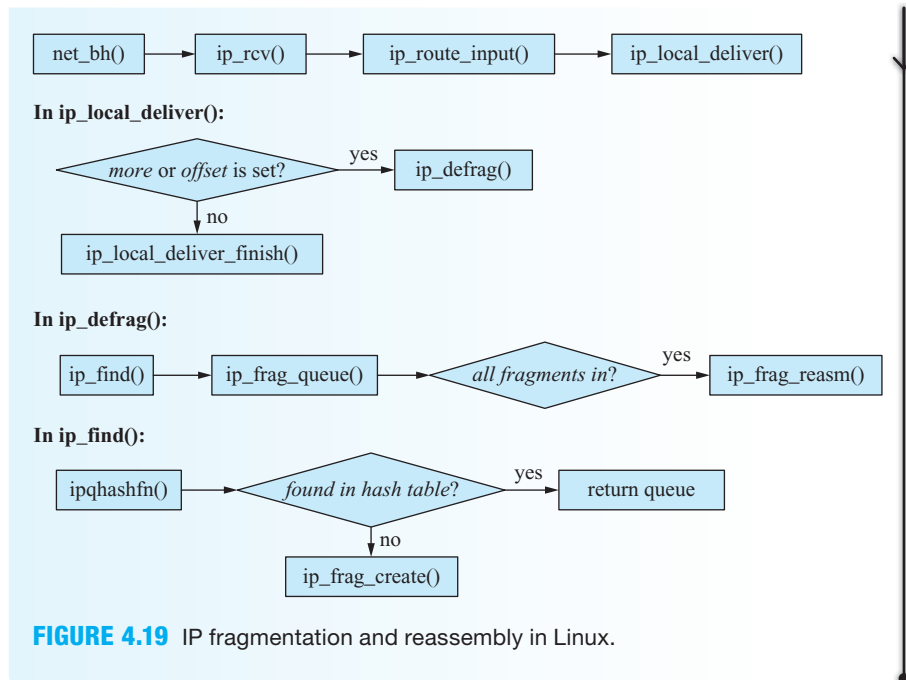 net_bh() ip_rcv() ip_route_input() ip_local_deliver()
In ip_local_deliver():
more or offset is set? yes ip_defrag()
no
ip_local_deliver_finish()
In ip_defrag():
ip_find() ip_frag_queue() all fragments in? yes ip_frag_reasm()
In ip_find():
ipqhashfn() found in hash table? yes return queue
no
ip_frag_create()
FIGURE 4.19 IP fragmentation and reassembly in Linux.